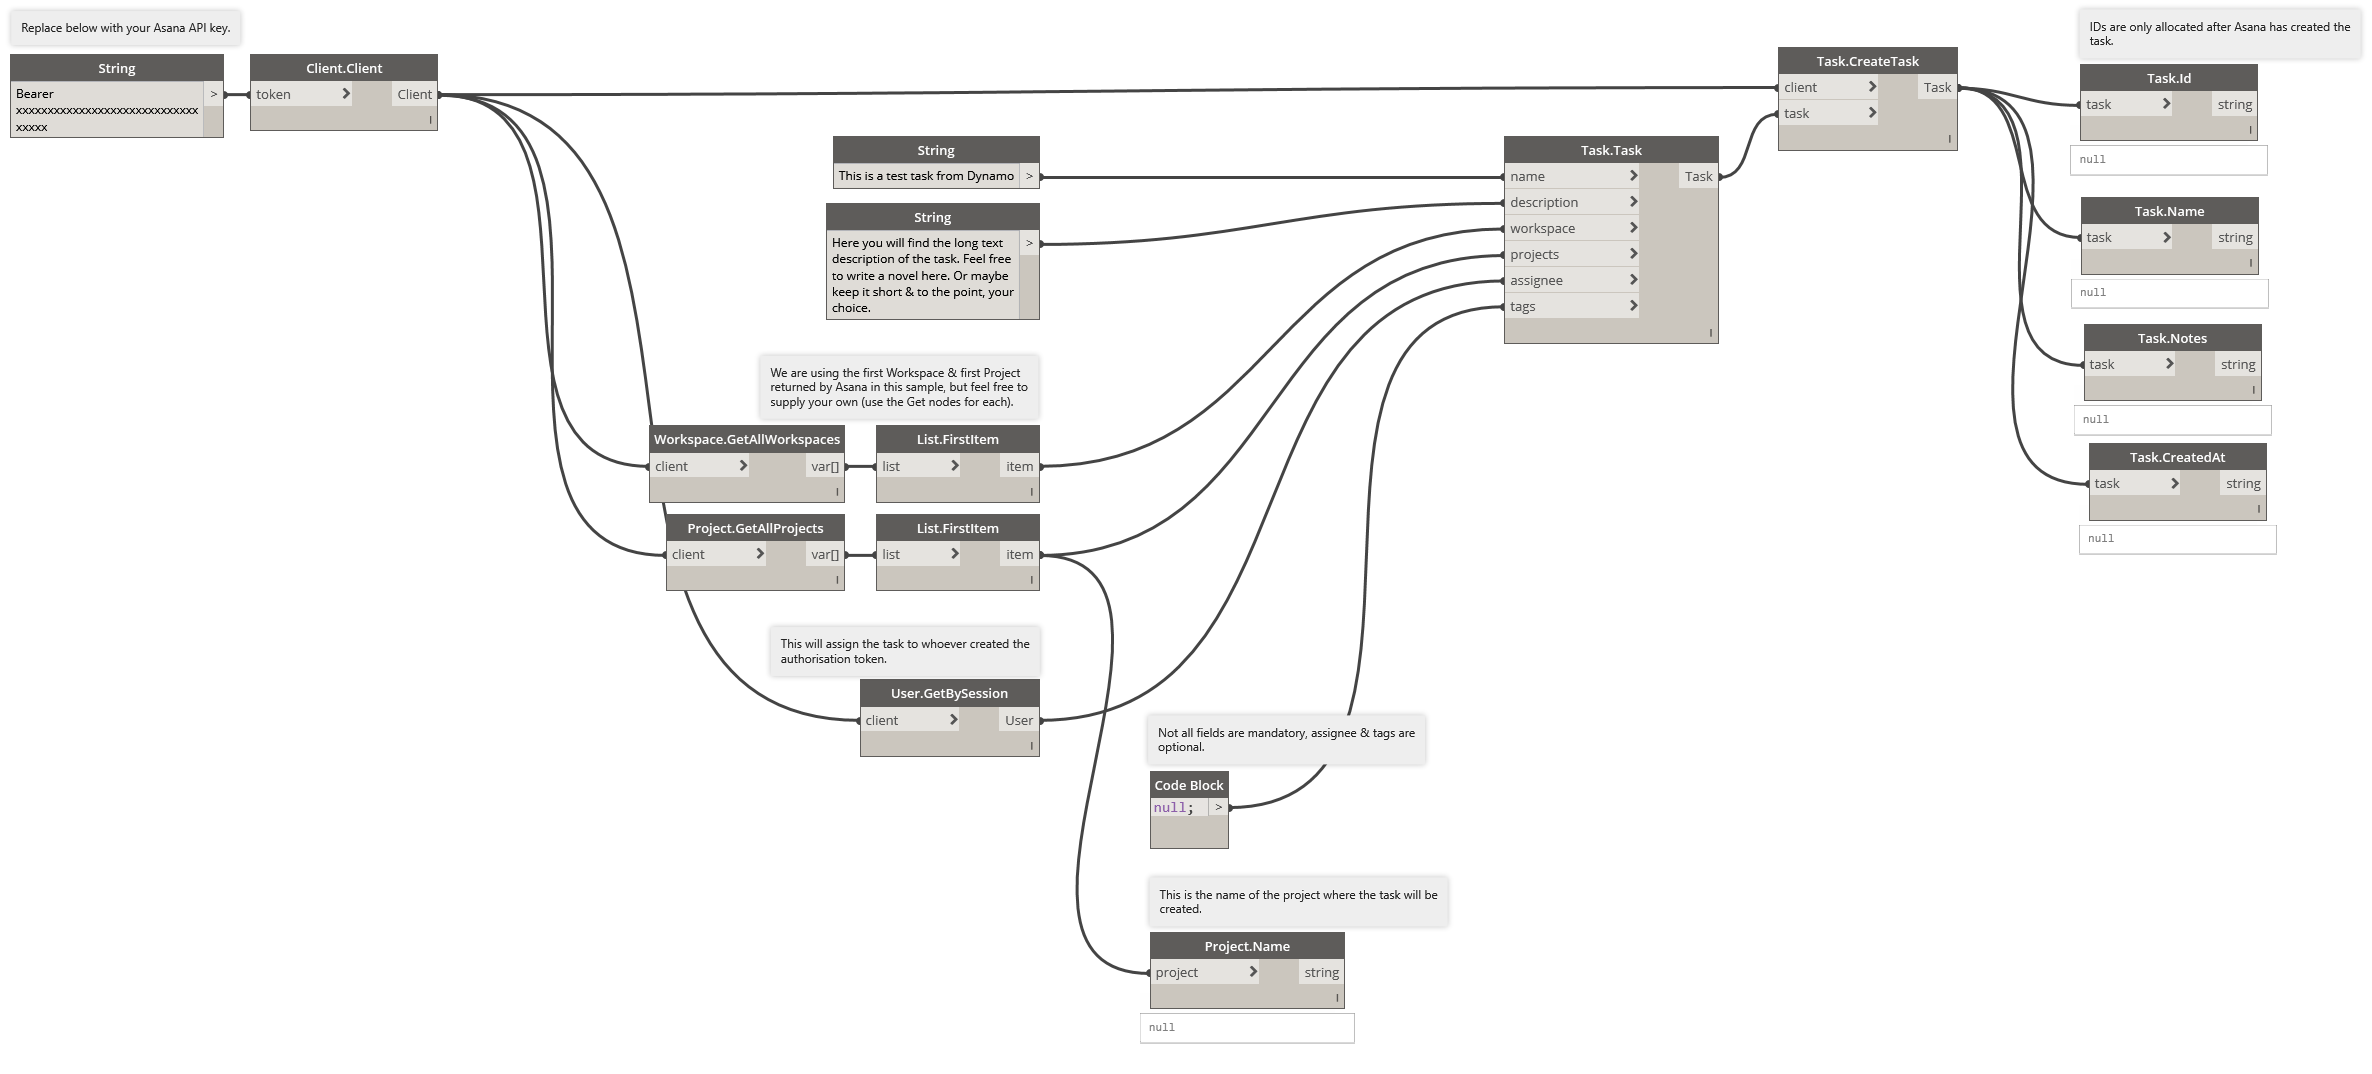 Replace below with your Asana API key.
String
Bearer
xxxxxxxxxxxxxxxxxxxxxxxxxxxxx
xxxxx
>
Client.Client
token
Client
l
String
This is a test task from Dynamo
>
String
Here you will find the long text
description of the task. Feel free
to write a novel here. Or maybe
keep it short & to the point, your
choice.
>
We are using the first Workspace & first Project
returned by Asana in this sample, but feel free to
supply your own (use the Get nodes for each).
Workspace.GetAllWorkspaces
client
var[]
l
List.FirstItem
list
item
l
Project.GetAllProjects
client
var[]
l
List.FirstItem
list
item
l
This will assign the task to whoever created the
authorisation token.
User.GetBySession
client
User
l
Not all fields are mandatory, assignee & tags are
optional.
Code Block
null;
>
This is the name of the project where the task will be
created.
Project.Name
project
string
l
null
Task.Task
name
Task
description
workspace
projects
assignee
tags
l
Task.CreateTask
client
Task
task
l
IDs are only allocated after Asana has created the
task.
Task.Id
task
string
l
null
Task.Name
task
string
l
null
Task.Notes
task
string
l
null
Task.CreatedAt
task
string
l
null